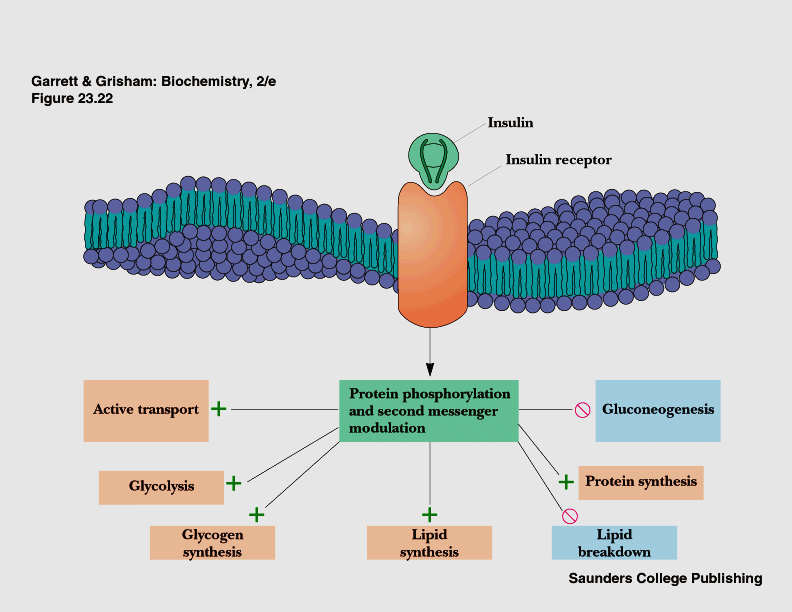 Garrett & Grisham: Biochemistry, 2/e
Figure 23.22
Insulin
Insulin receptor
Protein phosphorylation
and second messenger
modulation
Active transport
Gluconeogenesis
Glycolysis
Protein synthesis
Glycogen
synthesis
Lipid
synthesis
Lipid
breakdown
Saunders College Publishing